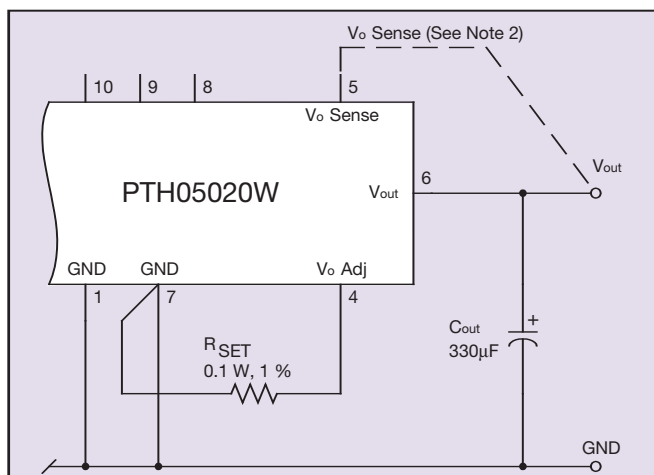 Vo Sense (See Note 2)
10
9
8
5
Vo Sense
Vout
PTH05020W
Vout
6
GND
GND
Vo Adj
1
7
4
RSET
0.1 W, 1 %
Cout
+
330µF
GND